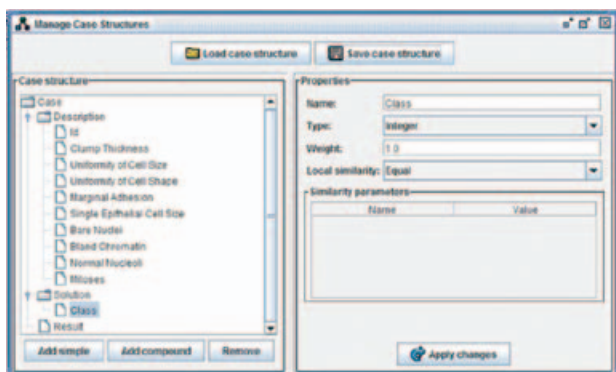 Manage Case Structures
Load case structure
Save case structure
Case structure
Case
Description
Id
Clump Thickness
Uniformity of Cell Size
Uniformity of Cell Shape
Marginal Adhesion
Single Epithelial Cell Size
Bare Nuclei
Bland Chromatin
Normal Nucleoli
Mitoses
Solution
Class
Result
Add simple
Add compound
Remove
Properties
Name: Class
Type: Integer
Weight: 1.0
Local similarity: Equal
Similarity parameters
Name Value
Apply changes